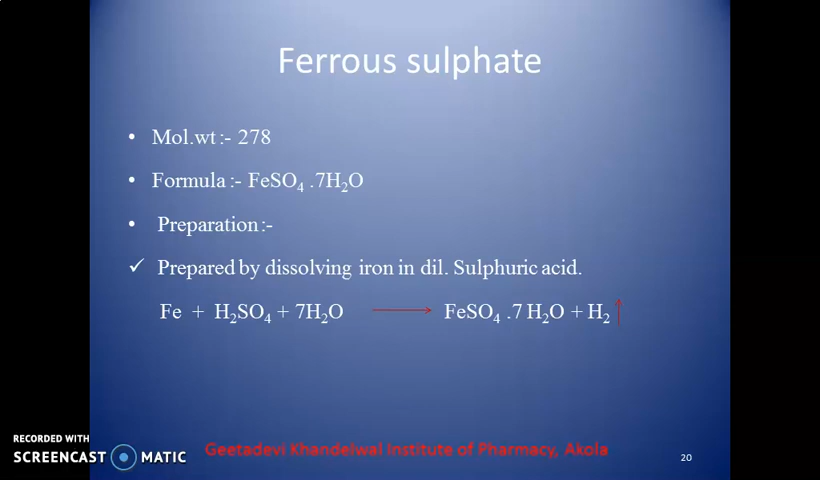 Ferrous sulphate
• Mol.wt :- 278
• Formula :- FeSO₄ .7H₂O
• Preparation :-
✓ Prepared by dissolving iron in dil. Sulphuric acid.
Fe + H₂SO₄ + 7H₂O → FeSO₄ .7 H₂O + H₂ ↑
RECORDED WITH
SCREENCAST MATIC
Geetadevi Khandelwal Institute of Pharmacy, Akola
20